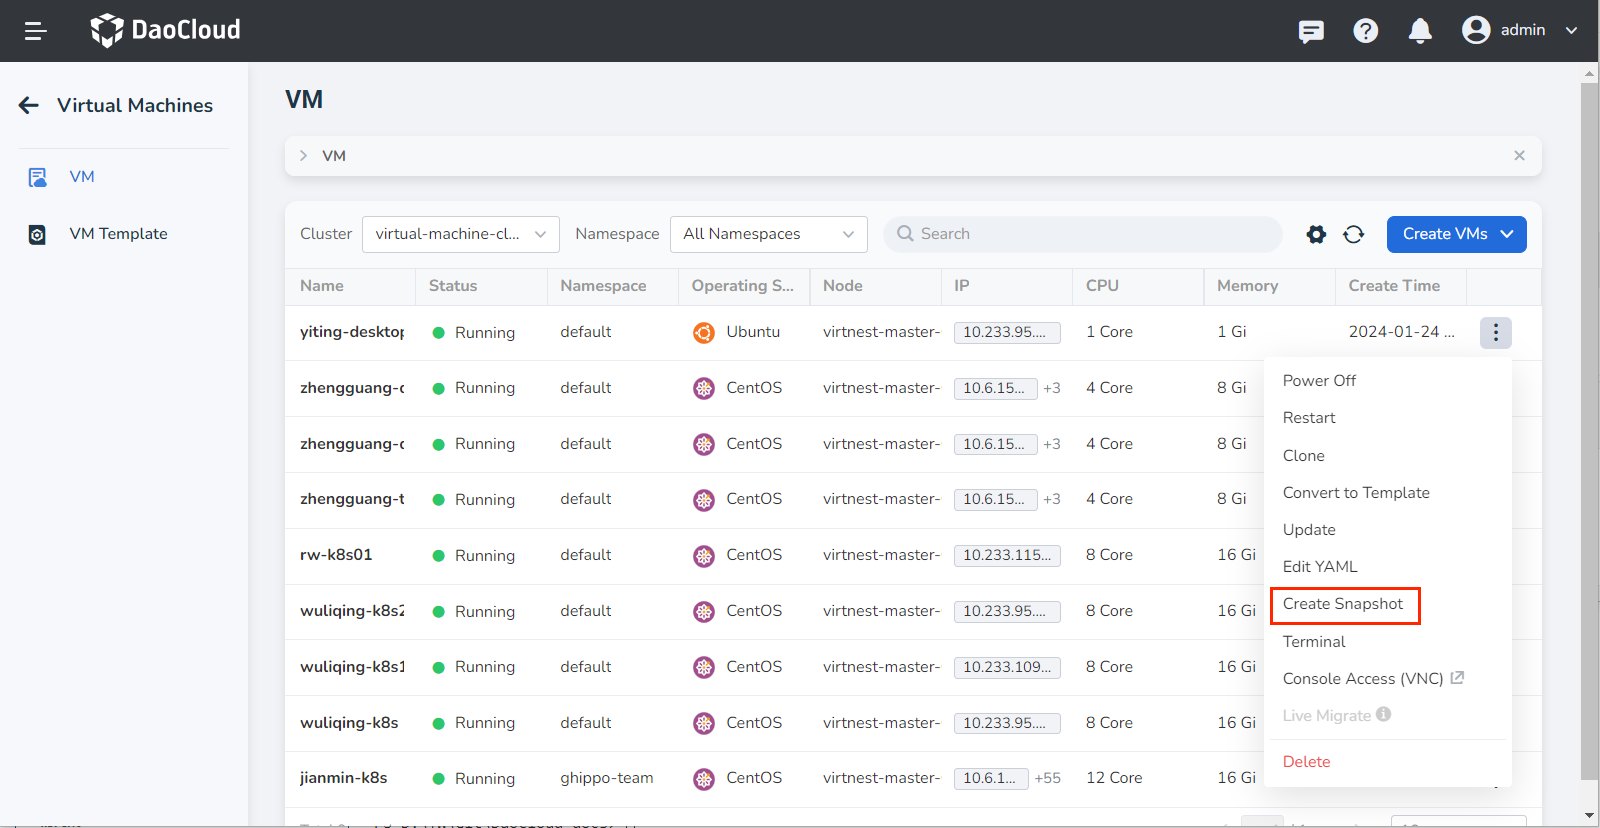 DaoCloud
admin
Virtual Machines
VM
VM Template
VM
VM
Cluster virtual-machine-cl... Namespace All Namespaces Search Create VMs
Name Status Namespace Operating S... Node IP CPU Memory Create Time
yiting-desktop Running default Ubuntu virtnest-master- 10.233.95.... 1 Core 1 Gi 2024-01-24 ...
zhengguang-c Running default CentOS virtnest-master- 10.6.15... +3 4 Core 8 Gi
zhengguang-c Running default CentOS virtnest-master- 10.6.15... +3 4 Core 8 Gi
zhengguang-t Running default CentOS virtnest-master- 10.6.15... +3 4 Core 8 Gi
rw-k8s01 Running default CentOS virtnest-master- 10.233.115... 8 Core 16 Gi
wuliqing-k8s2 Running default CentOS virtnest-master- 10.233.95.... 8 Core 16 Gi
wuliqing-k8s1 Running default CentOS virtnest-master- 10.233.109... 8 Core 16 Gi
wuliqing-k8s Running default CentOS virtnest-master- 10.233.95.... 8 Core 16 Gi
jianmin-k8s Running ghippo-team CentOS virtnest-master- 10.6.1... +55 12 Core 16 Gi
Power Off
Restart
Clone
Convert to Template
Update
Edit YAML
Create Snapshot
Terminal
Console Access (VNC)
Live Migrate
Delete